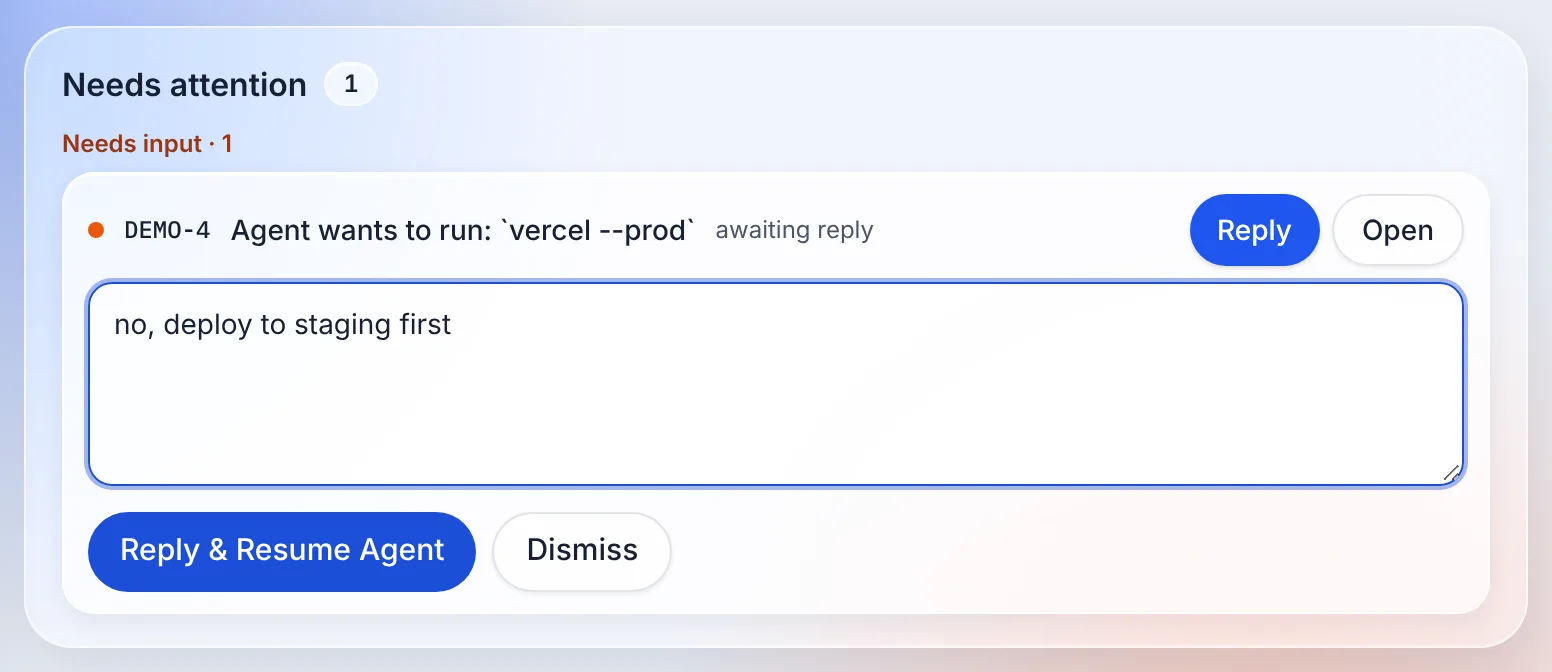 Needs attention 1
Needs input · 1
DEMO-4 Agent wants to run: `vercel --prod` awaiting reply Reply Open
no, deploy to staging first
Reply & Resume Agent Dismiss